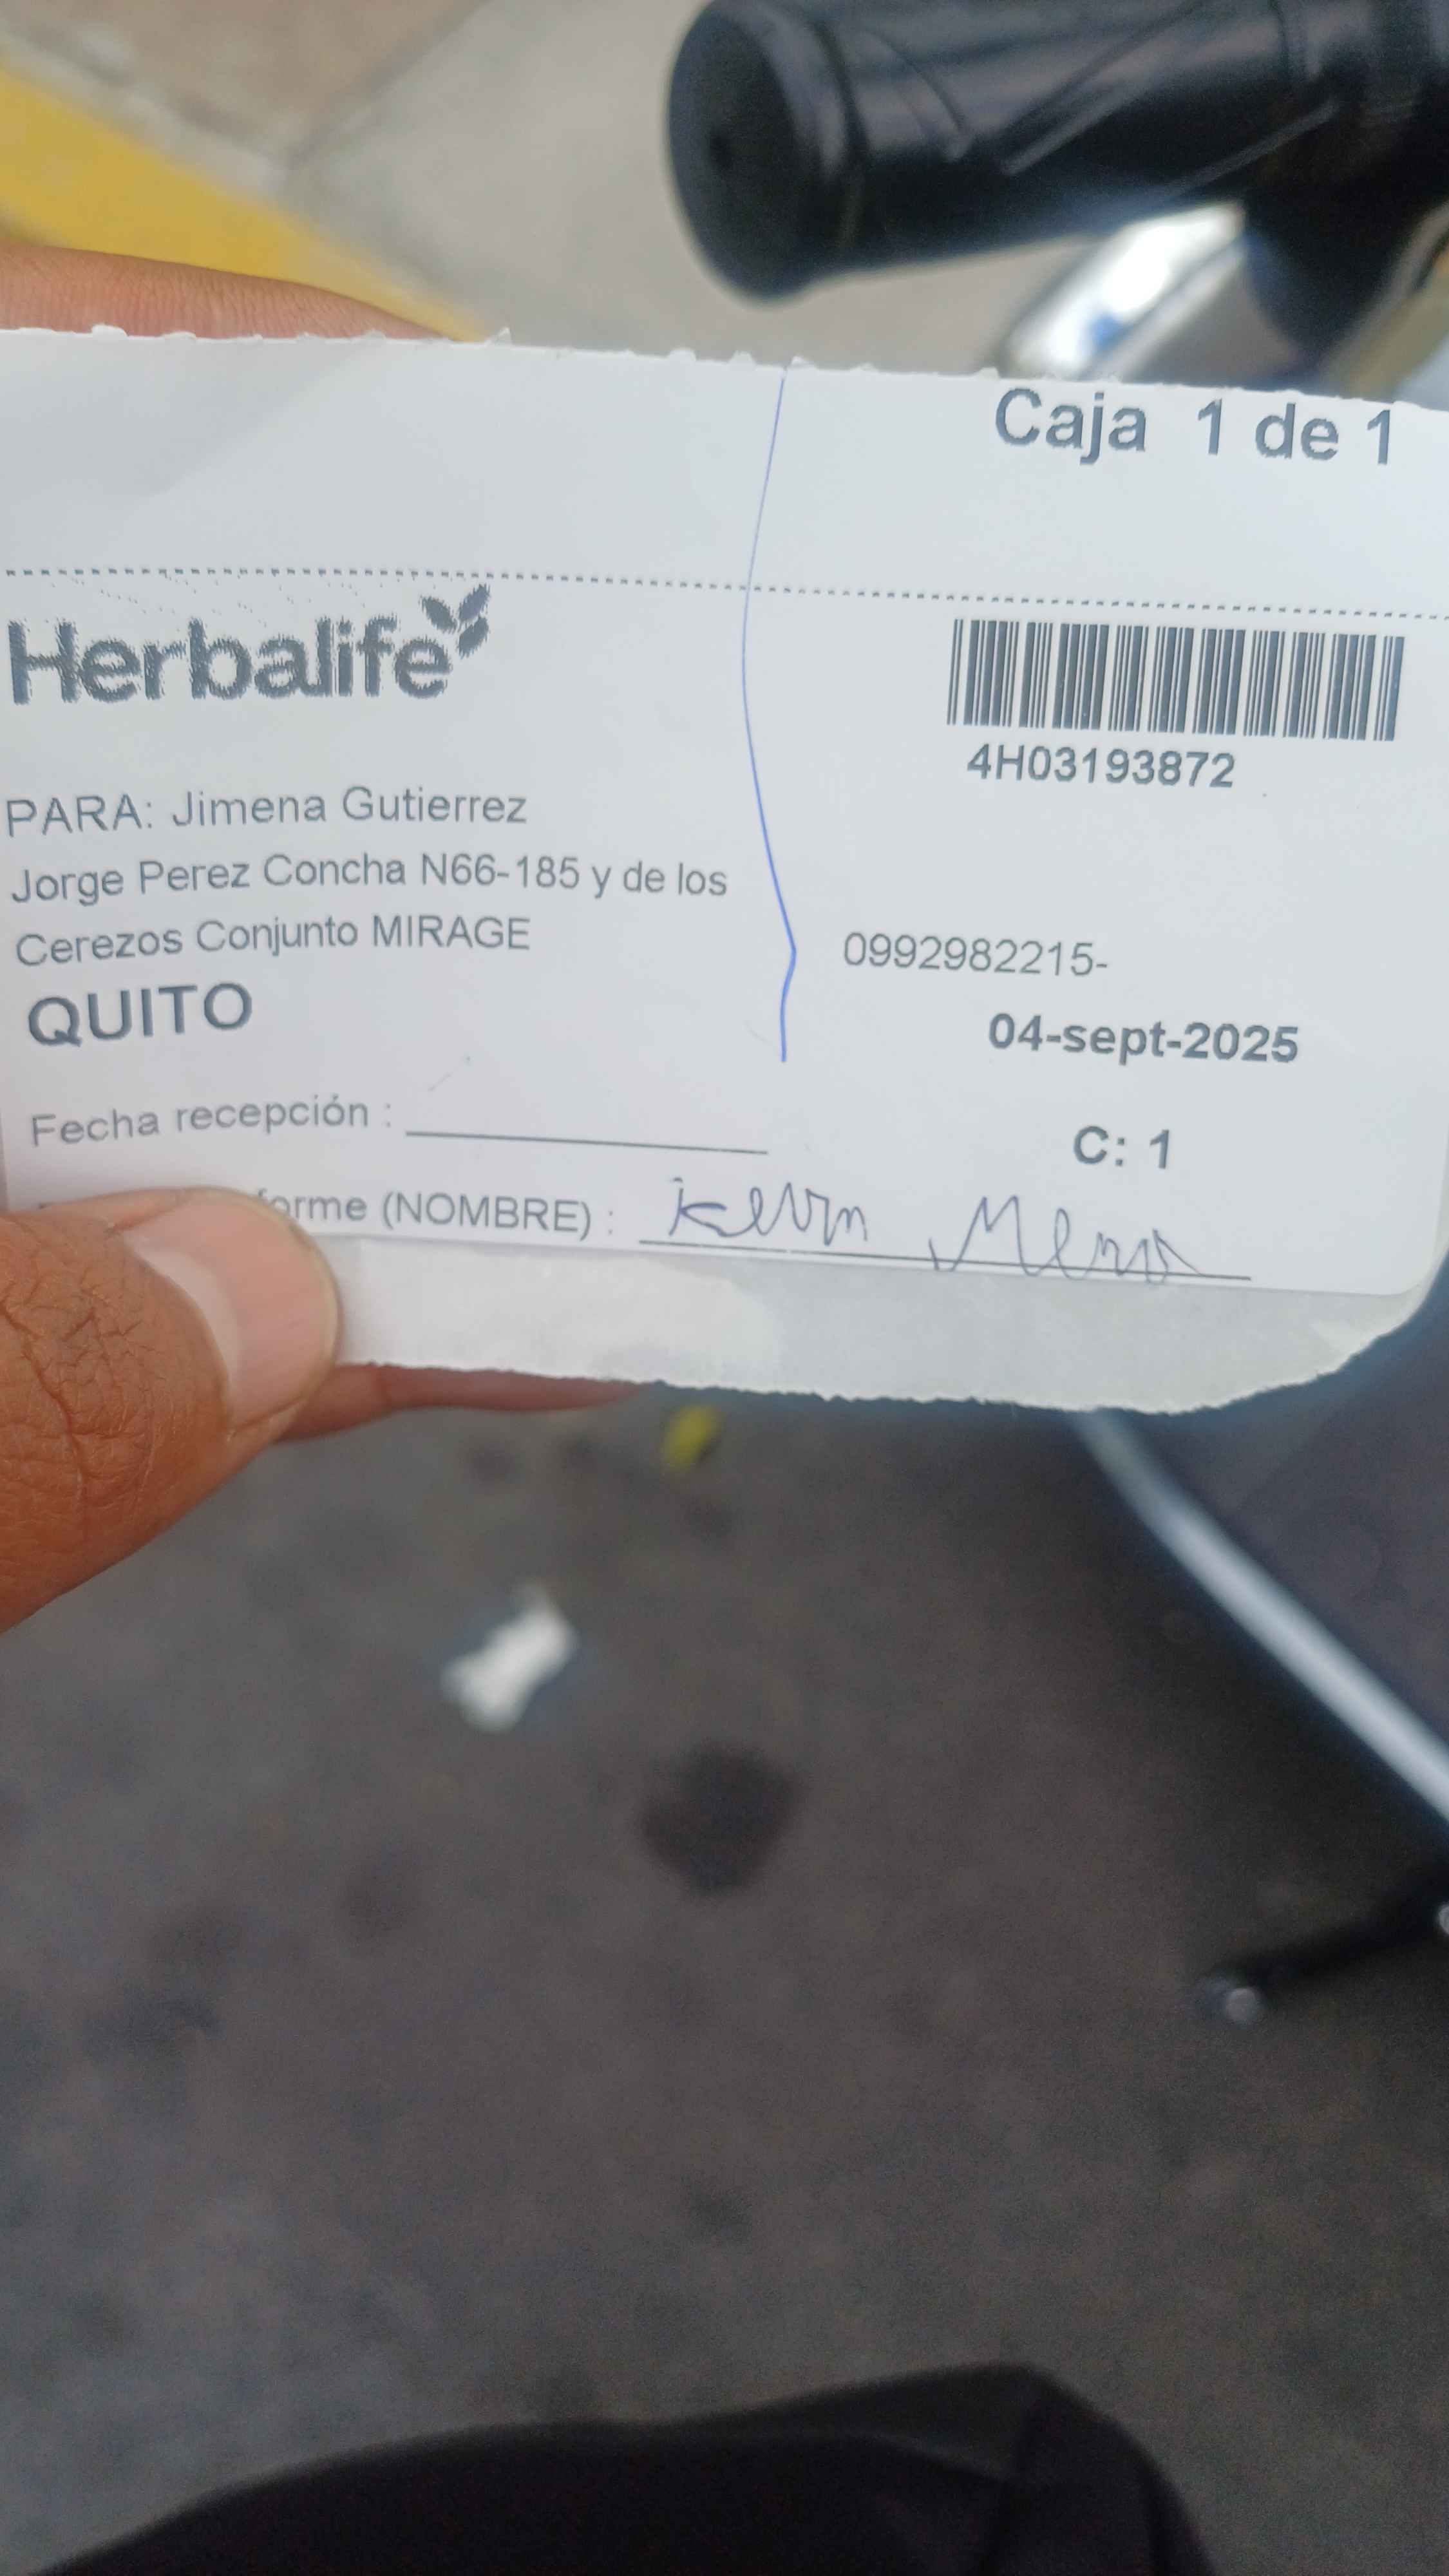 Caja 1 de 1
Herbalife
4H03193872
PARA: Jimena Gutierrez
Jorge Perez Concha N66-185 y de los
Cerezos Conjunto MIRAGE
0992982215-
QUITO
04-sept-2025
Fecha recepción :
C: 1
(NOMBRE) : Kevin